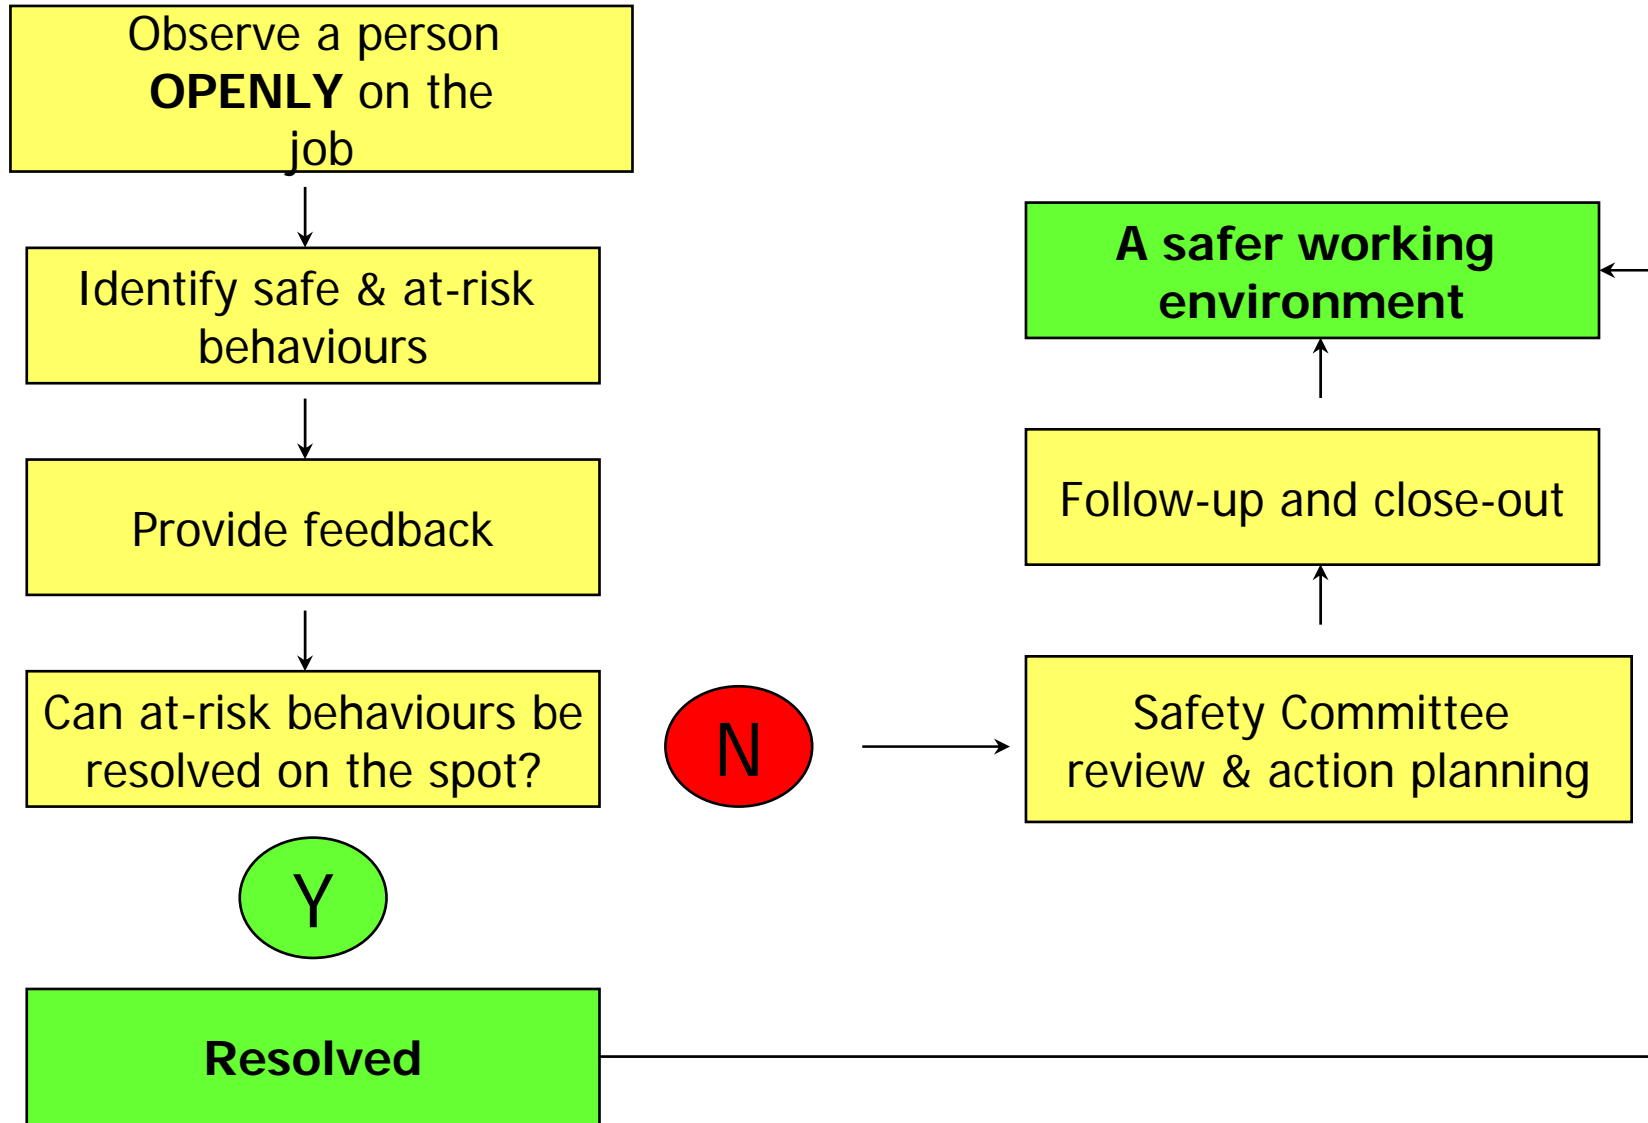 Observe a person
OPENLY on the
job
Identify safe & at-risk
behaviours
Provide feedback
Can at-risk behaviours be
resolved on the spot?
Y
Resolved
N
Safety Committee
review & action planning
Follow-up and close-out
A safer working
environment